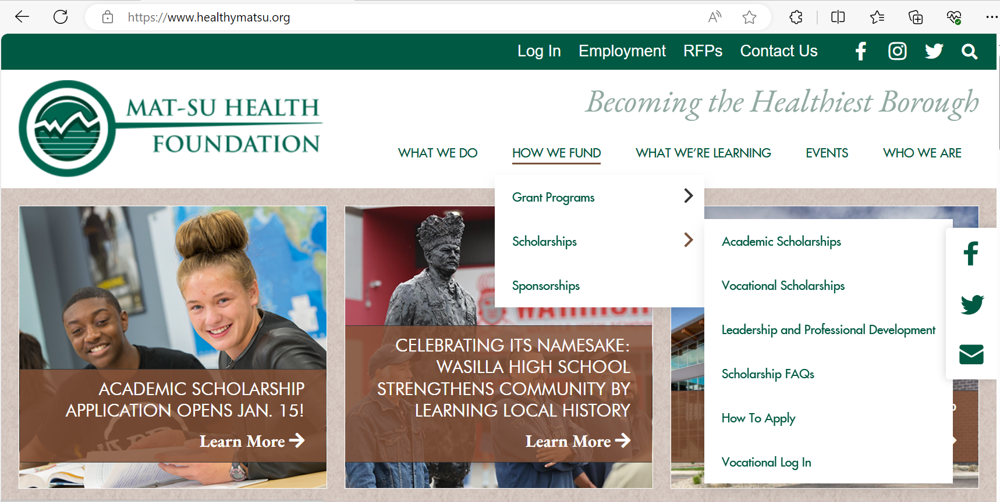 https://www.healthymatsu.org
Log In Employment RFPs Contact Us
MAT-SU HEALTH
FOUNDATION
Becoming the Healthiest Borough
WHAT WE DO HOW WE FUND WHAT WE’RE LEARNING EVENTS WHO WE ARE
Grant Programs
Scholarships
Sponsorships
Academic Scholarships
Vocational Scholarships
Leadership and Professional Development
Scholarship FAQs
How To Apply
Vocational Log In
ACADEMIC SCHOLARSHIP
APPLICATION OPENS JAN. 15!
Learn More
CELEBRATING ITS NAMESAKE:
WASILLA HIGH SCHOOL
STRENGTHENS COMMUNITY BY
LEARNING LOCAL HISTORY
Learn More